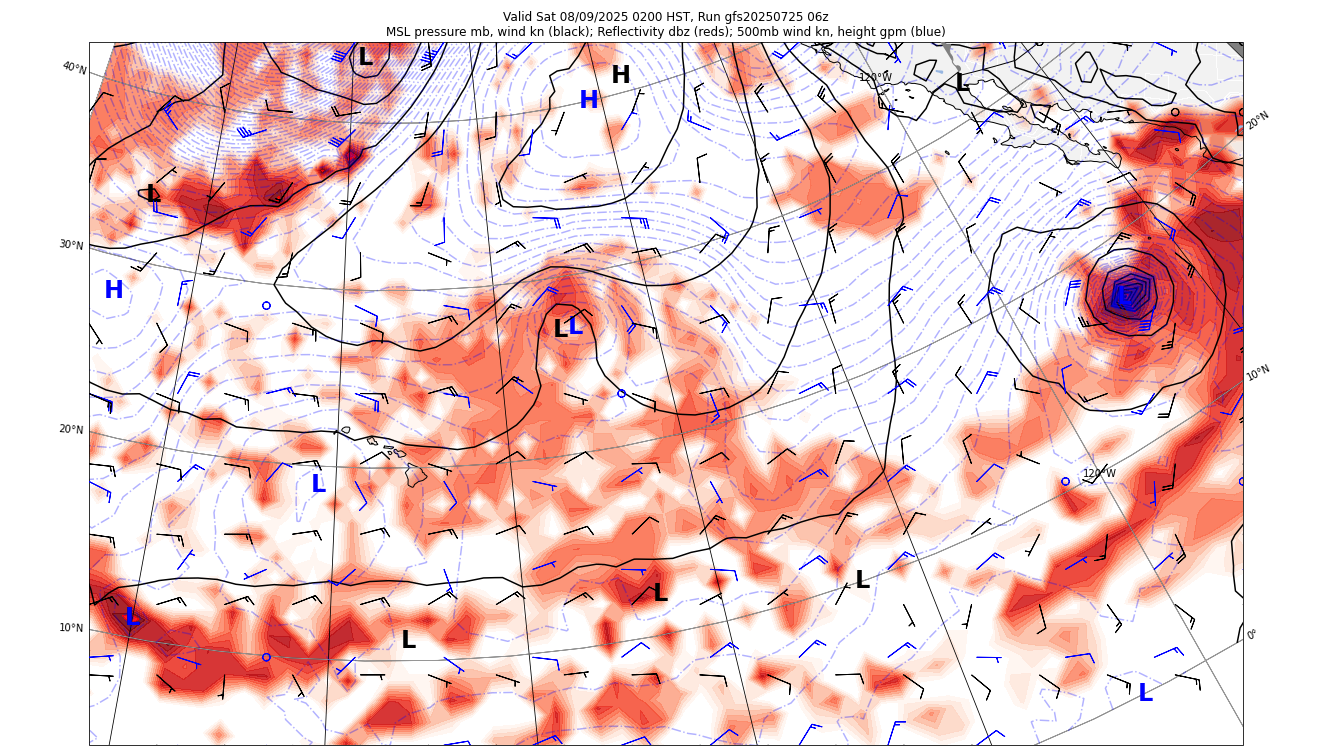 Valid Sat 08/09/2025 0200 HST, Run gfs20250725 06z
MSL pressure mb, wind kn (black); Reflectivity dbz (reds); 500mb wind kn, height gpm (blue)
L
H
H
L
120°W
40°N
20°N
L
30°N
H
L
L
L
10°N
20°N
L
120°W
L
L
L
L
10°N
0°
L